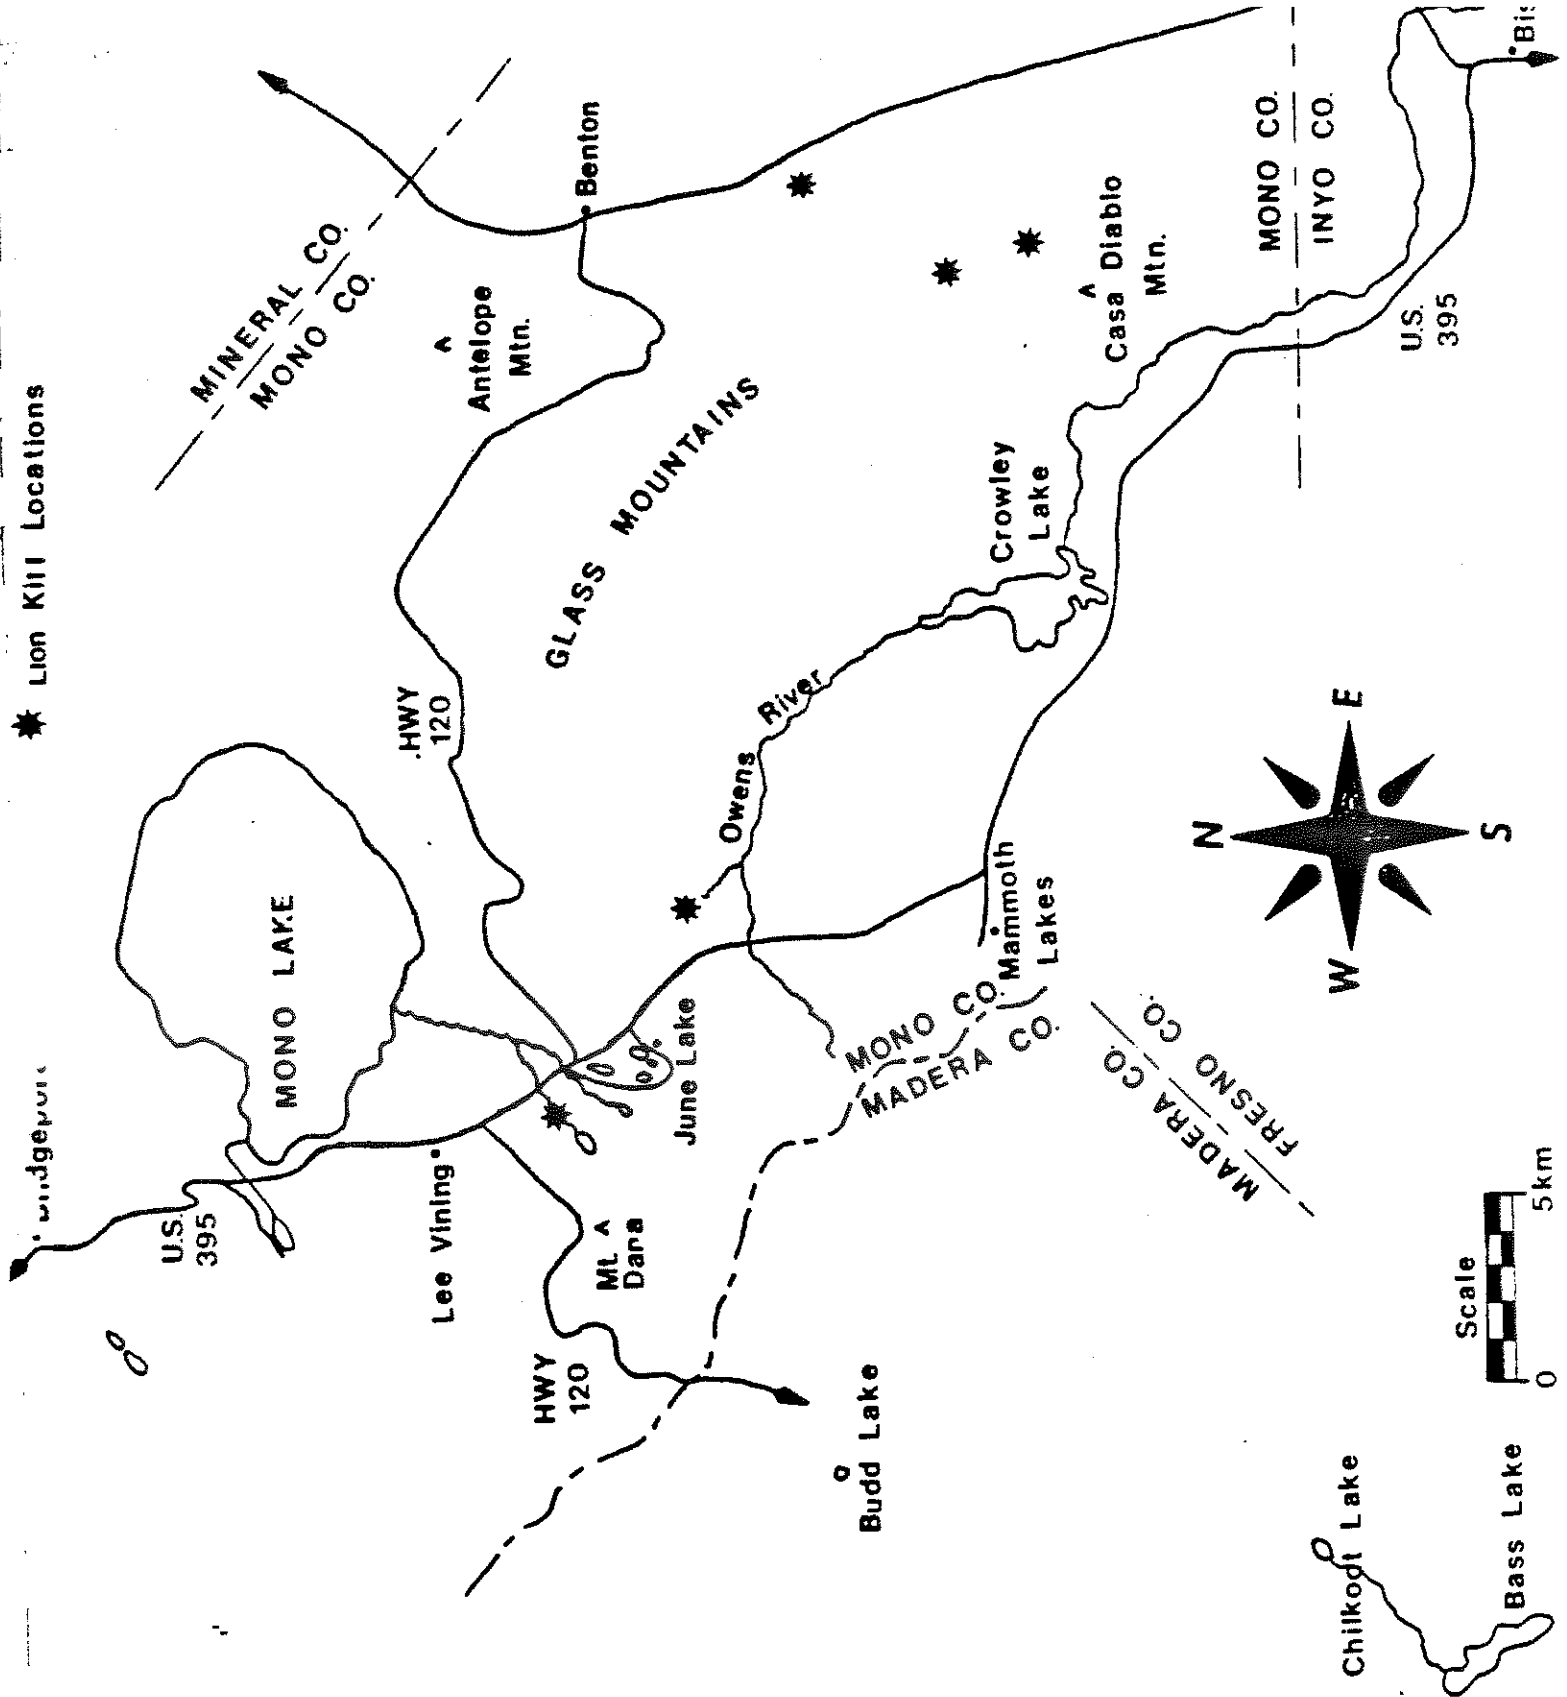 Lion Kill Locations
MINERAL CO.
MONO CO.
Benton
Antelope
Mtn.
GLASS MOUNTAINS
HWY
120
MONO LAKE
U.S.
395
Lee Vining
Mt.
Dana
HWY
120
June Lake
Owens River
Crowley
Lake
Casa Diablo
Mtn.
MONO CO.
INYO CO.
U.S.
395
Mammoth
Lakes
MONO CO.
MADERA CO.
MADERA CO.
FRESNO CO.
Budd Lake
N
E
S
W
Scale
0 5km
Chilkoot Lake
Bass Lake